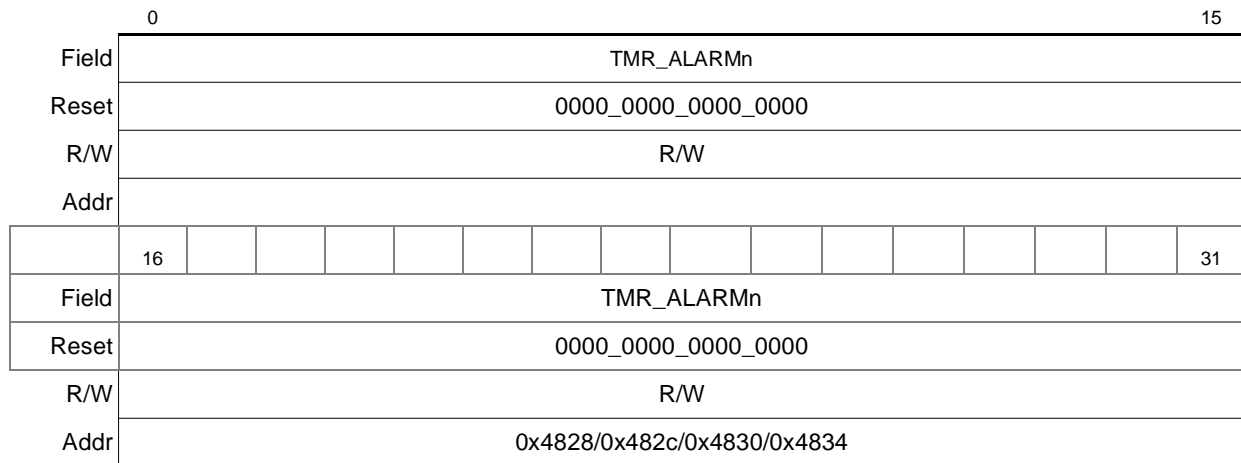 0 15
Field TMR_ALARMn
Reset 0000_0000_0000_0000
R/W R/W
Addr
16 31
Field TMR_ALARMn
Reset 0000_0000_0000_0000
R/W R/W
Addr 0x4828/0x482c/0x4830/0x4834